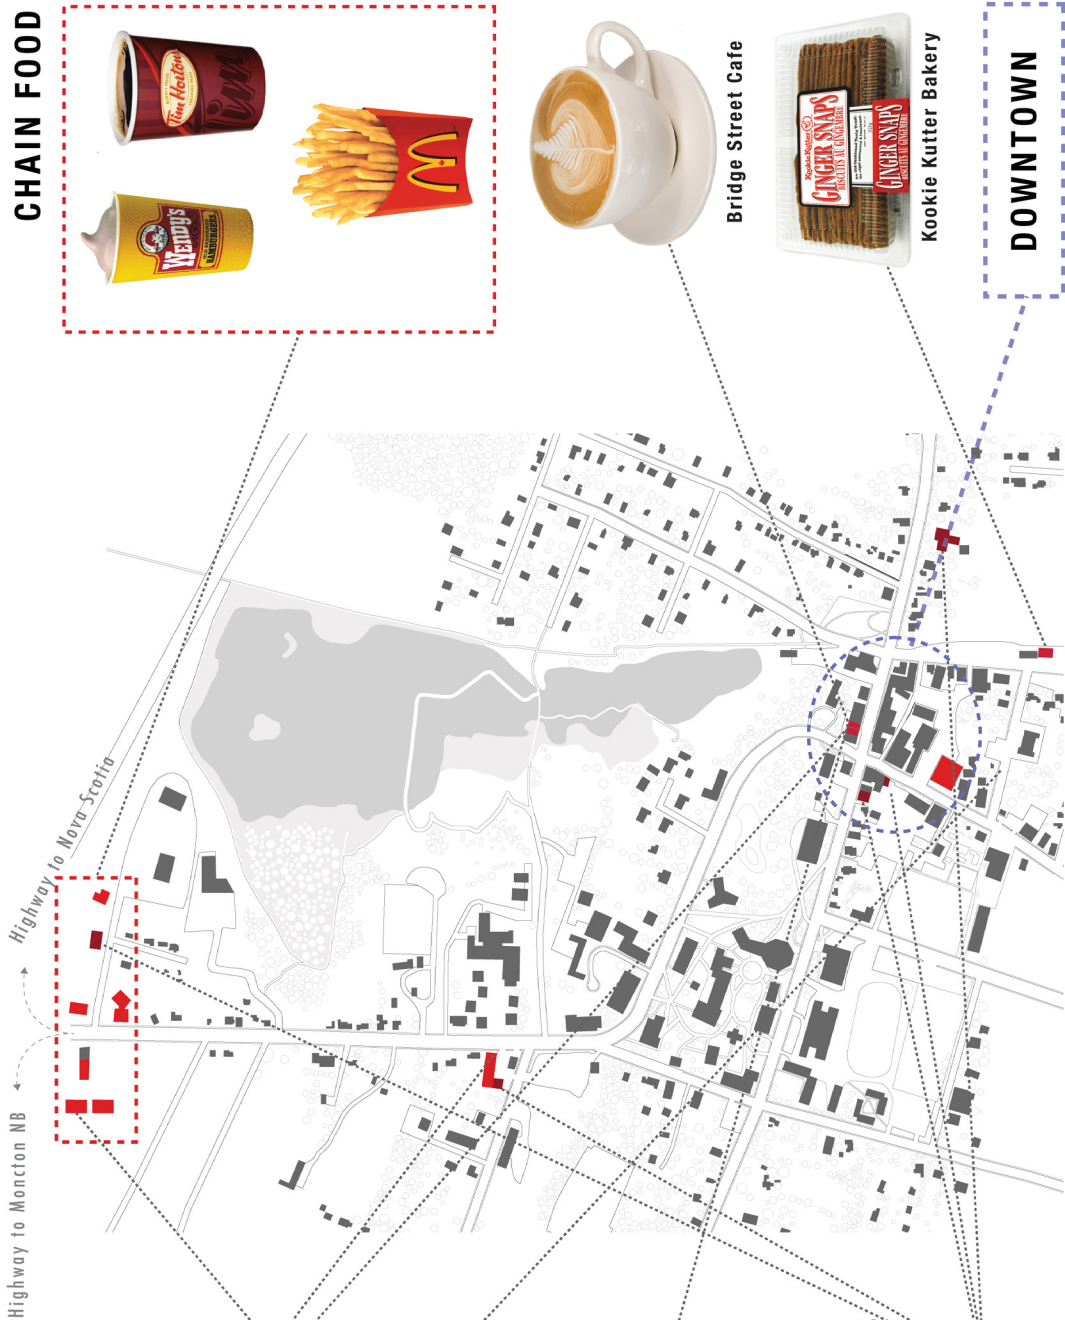 CHAIN FOOD
Tim Hortons
WENDY'S
OLD FASHIONED
HAMBURGERS
Bridge Street Cafe
Kookie Kutter
GINGER SNAPS
BISCUITS AU GINGEMBRE
GINGER SNAPS
BISCUITS AU GINGEMBRE
Kookie Kutter Bakery
DOWNTOWN
Highway to Nova Scotia
Highway to Moncton NB